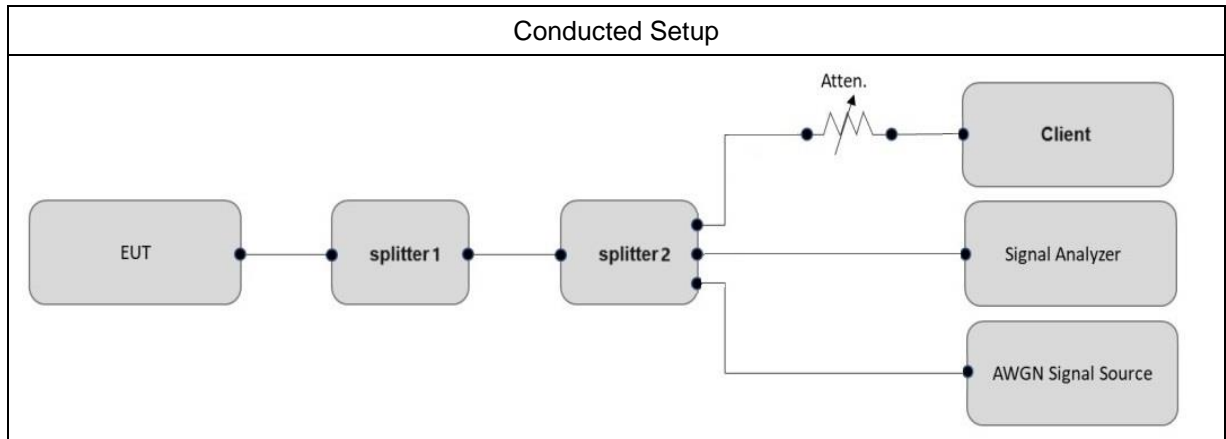 Conducted Setup
Atten.
Client
EUT
splitter 1
splitter 2
Signal Analyzer
AWGN Signal Source